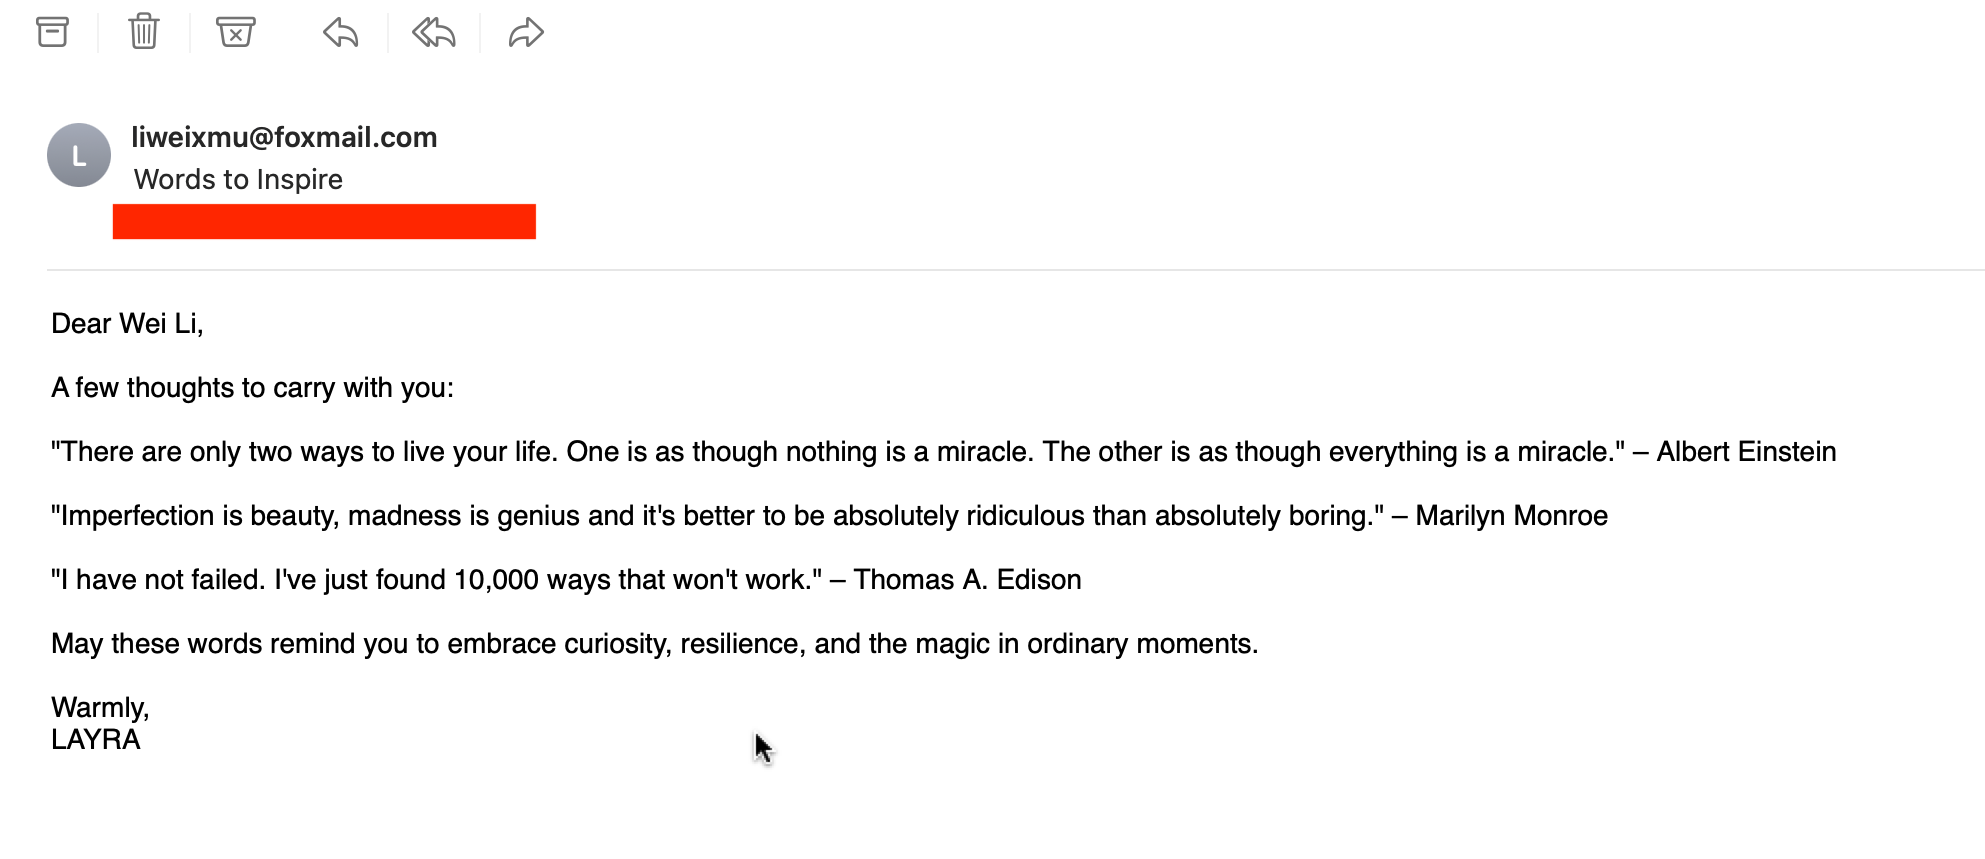 L
liweixmu@foxmail.com
Words to Inspire
Dear Wei Li,
A few thoughts to carry with you:
"There are only two ways to live your life. One is as though nothing is a miracle. The other is as though everything is a miracle." – Albert Einstein
"Imperfection is beauty, madness is genius and it's better to be absolutely ridiculous than absolutely boring." – Marilyn Monroe
"I have not failed. I've just found 10,000 ways that won't work." – Thomas A. Edison
May these words remind you to embrace curiosity, resilience, and the magic in ordinary moments.
Warmly,
LAYRA